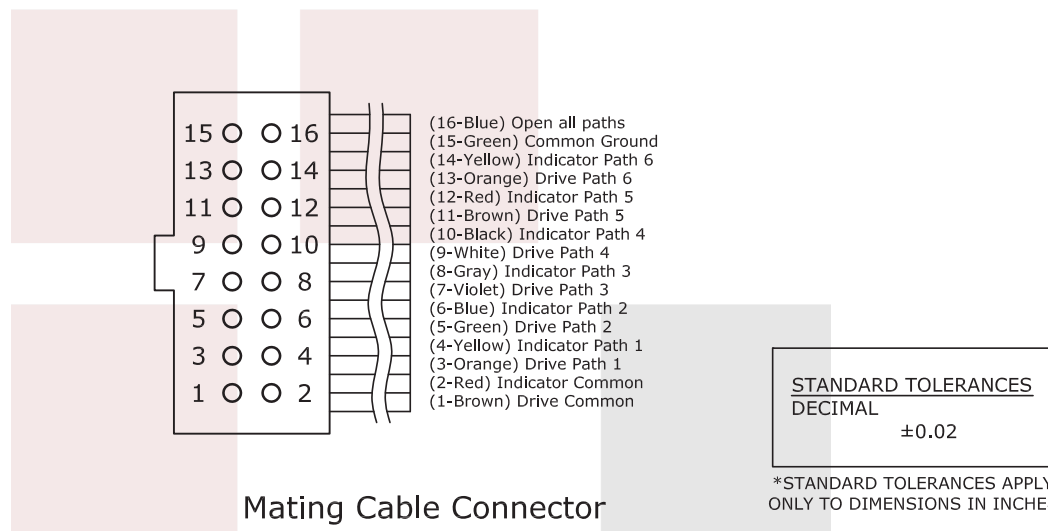 15 16
13 14
11 12
9 10
7 8
5 6
3 4
1 2
(16-Blue) Open all paths
(15-Green) Common Ground
(14-Yellow) Indicator Path 6
(13-Orange) Drive Path 6
(12-Red) Indicator Path 5
(11-Brown) Drive Path 5
(10-Black) Indicator Path 4
(9-White) Drive Path 4
(8-Gray) Indicator Path 3
(7-Violet) Drive Path 3
(6-Blue) Indicator Path 2
(5-Green) Drive Path 2
(4-Yellow) Indicator Path 1
(3-Orange) Drive Path 1
(2-Red) Indicator Common
(1-Brown) Drive Common
Mating Cable Connector
STANDARD TOLERANCES
DECIMAL
±0.02
*STANDARD TOLERANCES APPLY
ONLY TO DIMENSIONS IN INCHE